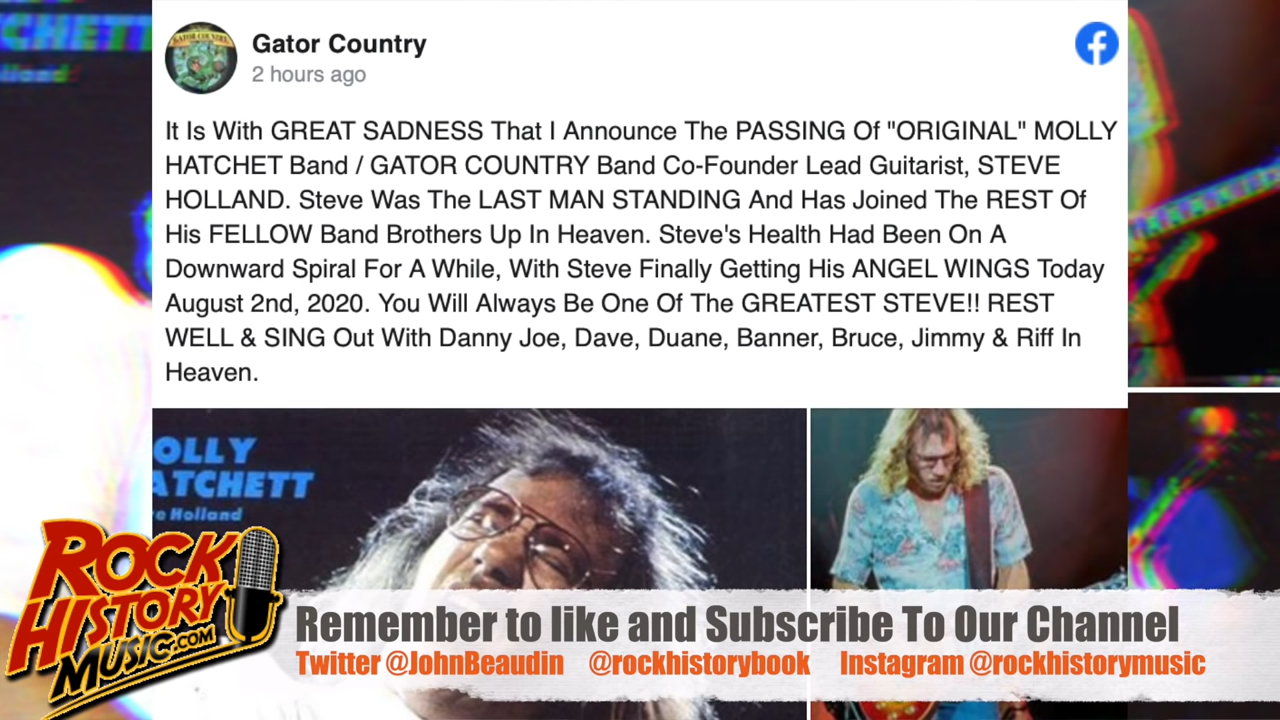 CHETT
Holland
Gator Country
2 hours ago
It Is With GREAT SADNESS That I Announce The PASSING Of "ORIGINAL" MOLLY
HATCHET Band / GATOR COUNTRY Band Co-Founder Lead Guitarist, STEVE
HOLLAND. Steve Was The LAST MAN STANDING And Has Joined The REST Of
His FELLOW Band Brothers Up In Heaven. Steve's Health Had Been On A
Downward Spiral For A While, With Steve Finally Getting His ANGEL WINGS Today
August 2nd, 2020. You Will Always Be One Of The GREATEST STEVE!! REST
WELL & SING Out With Danny Joe, Dave, Duane, Banner, Bruce, Jimmy & Riff In
Heaven.
OLLY
ATCHETT
e Holland
ROCK
HISTORY
MUSIC.COM
Remember to like and Subscribe To Our Channel
Twitter @JohnBeaudin @rockhistorybook Instagram @rockhistorymusic